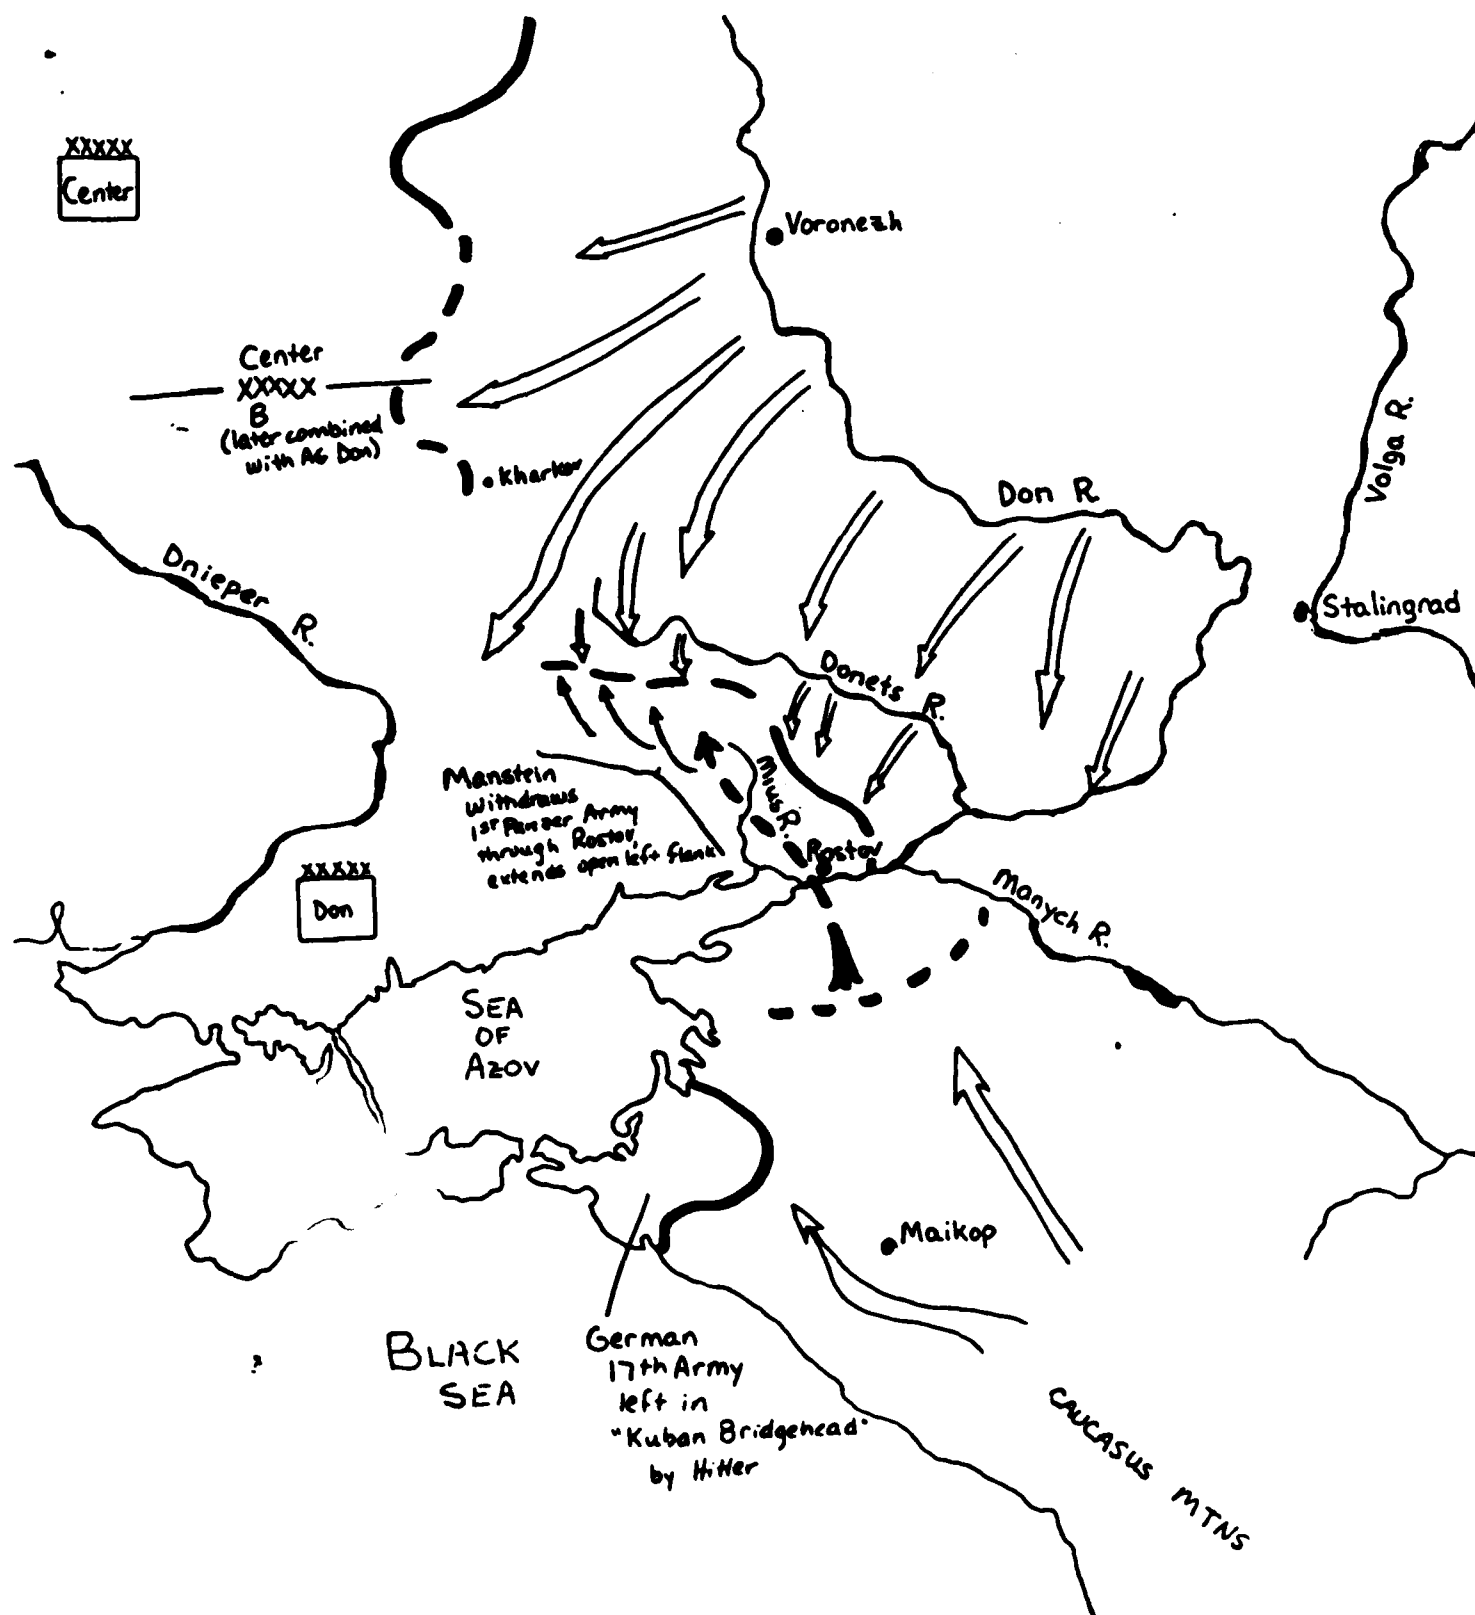 XXXXX
Center
Voronezh
Center
XXXXX
B
(later combined
with AG Don)
Kharkov
Don R
Volga R.
Stalingrad
Dnieper R.
Donets R.
Manstein
withdraws
1st Panzer Army
through Rostov,
extends open left flank
Mius R.
Rostov
XXXXX
Don
Manych R.
SEA
OF
AZOV
Maikop
BLACK
SEA
German
17th Army
left in
"Kuban Bridgehead"
by Hitler
CAUCASUS MTNS